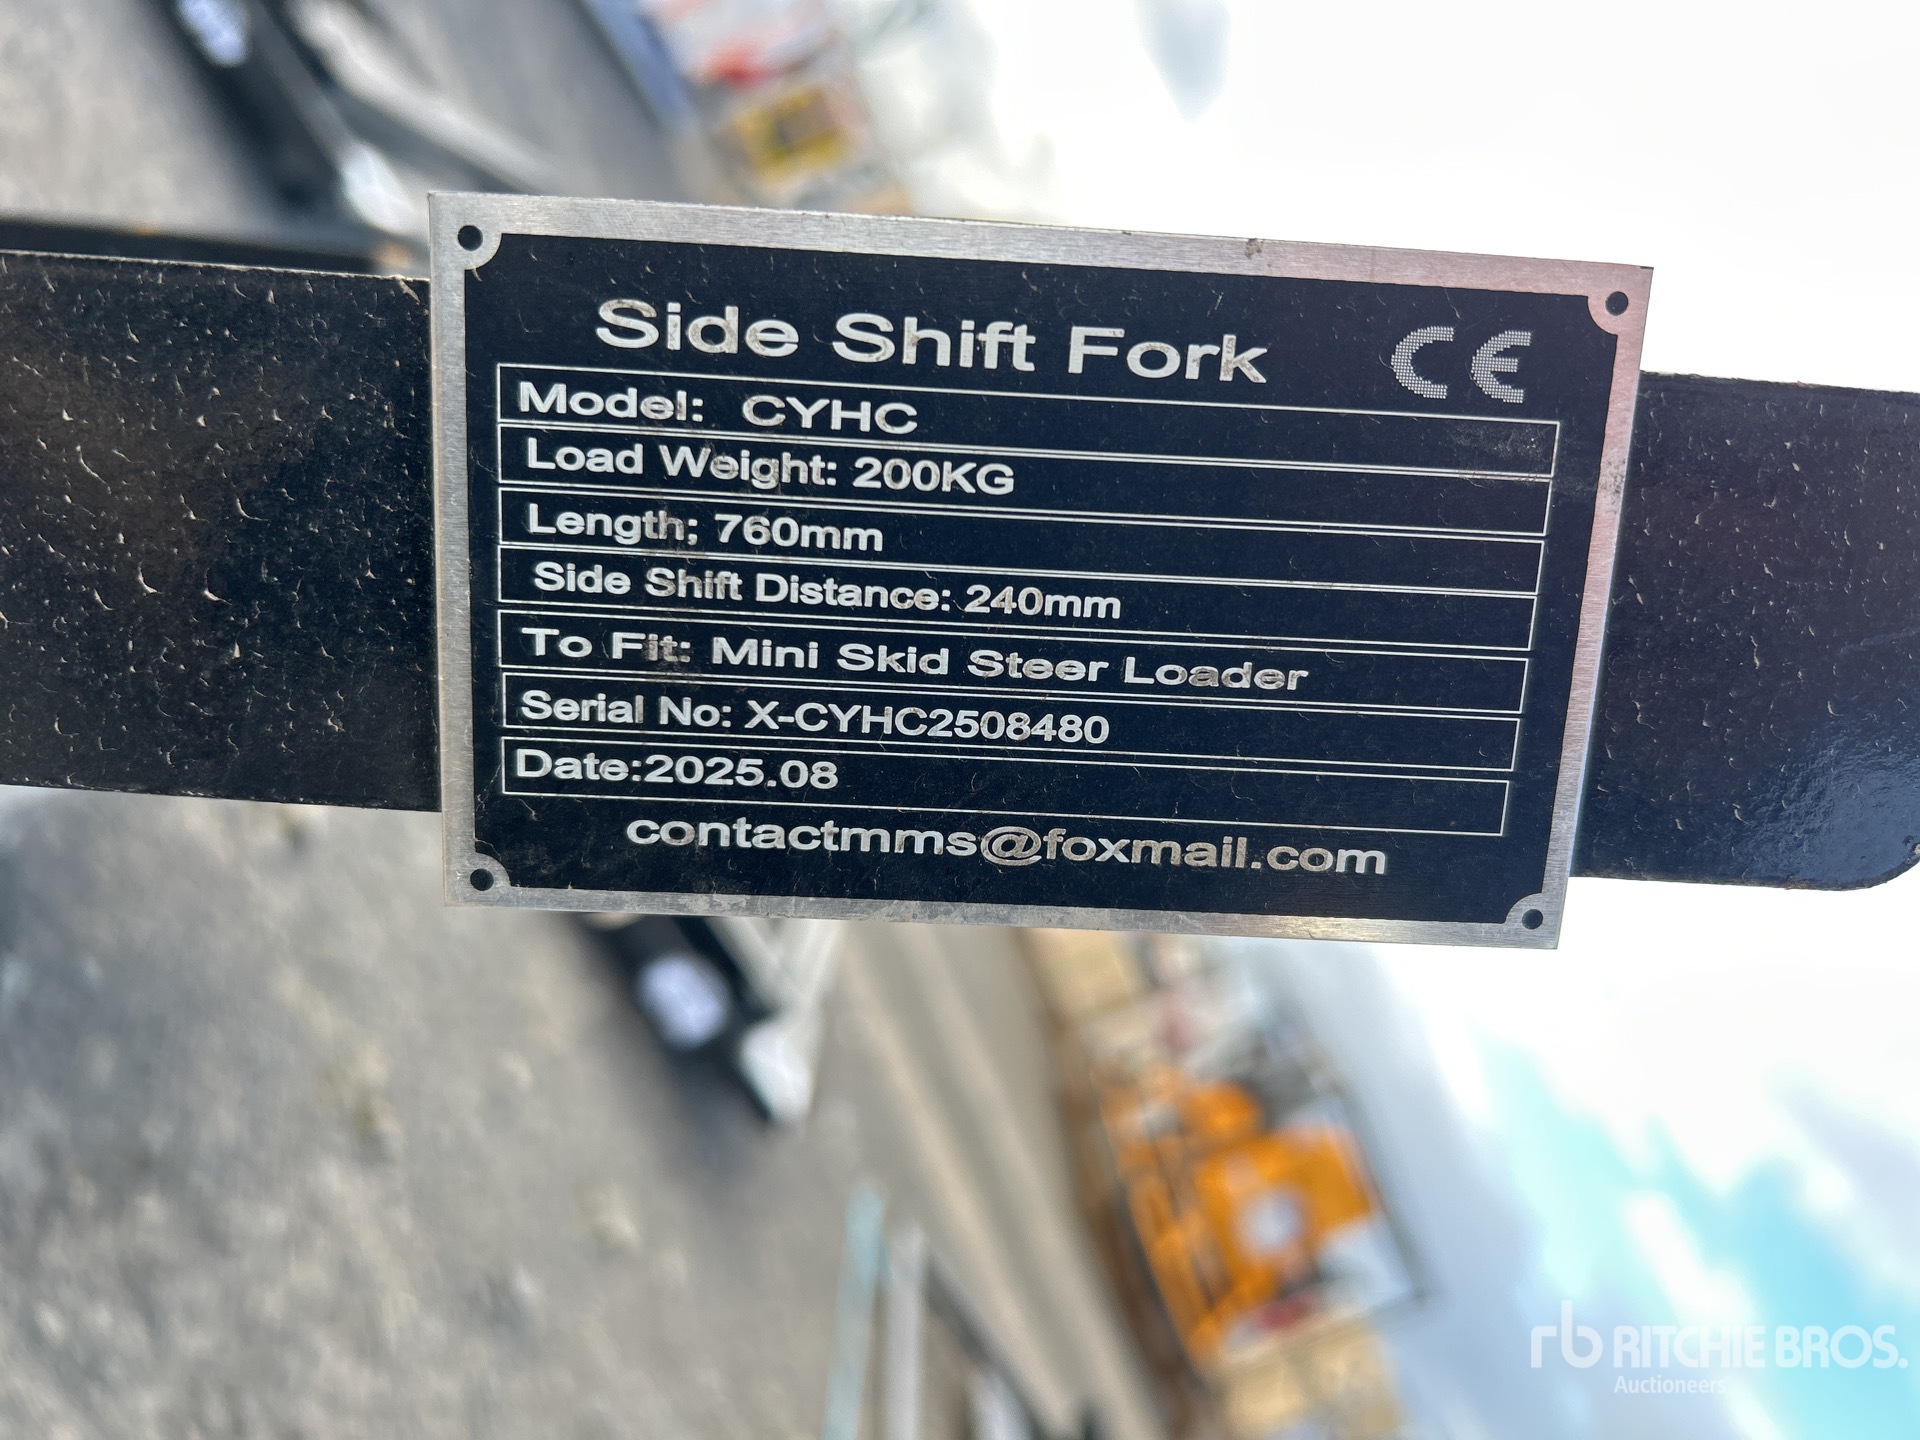 Side Shift Fork CE
Model: CYHC
Load Weight: 200KG
Length; 760mm
Side Shift Distance: 240mm
To Fit: Mini Skid Steer Loader
Serial No: X-CYHC2508480
Date:2025.08
contactmms@foxmail.com
rb RITCHIE BROS.
Auctioneers